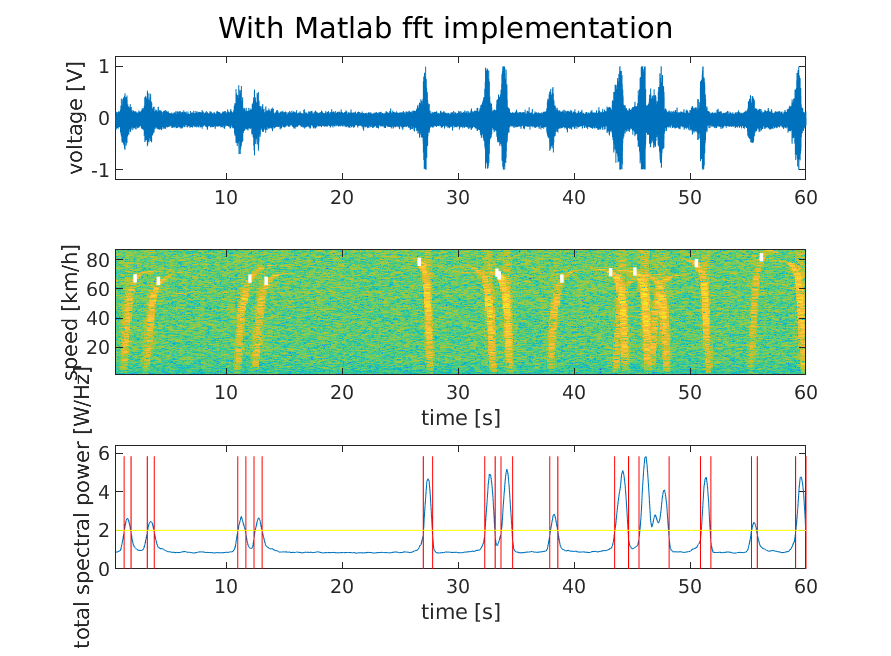 With Matlab fft implementation
voltage [V]
1
0
-1
10 20 30 40 50 60
speed [km/h]
80
60
40
20
10 20 30 40 50 60
time [s]
total spectral power [W/Hz]
6
4
2
0
10 20 30 40 50 60
time [s]